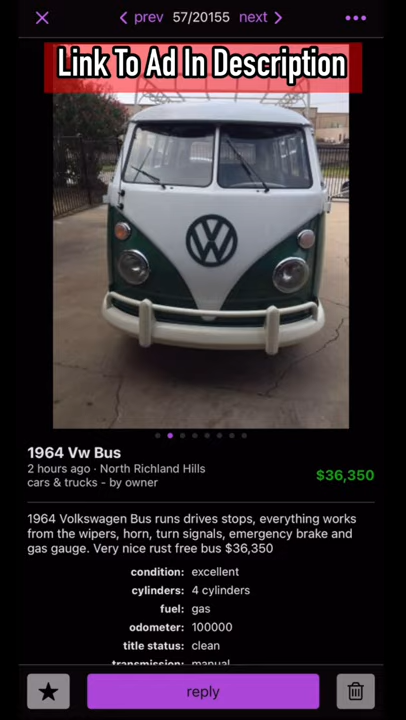 prev 57/20155 next
Link To Ad In Description
VW
1964 Vw Bus
2 hours ago · North Richland Hills
cars & trucks - by owner
$36,350
1964 Volkswagen Bus runs drives stops, everything works
from the wipers, horn, turn signals, emergency brake and
gas gauge. Very nice rust free bus $36,350
condition: excellent
cylinders: 4 cylinders
fuel: gas
odometer: 100000
title status: clean
transmission: manual
reply